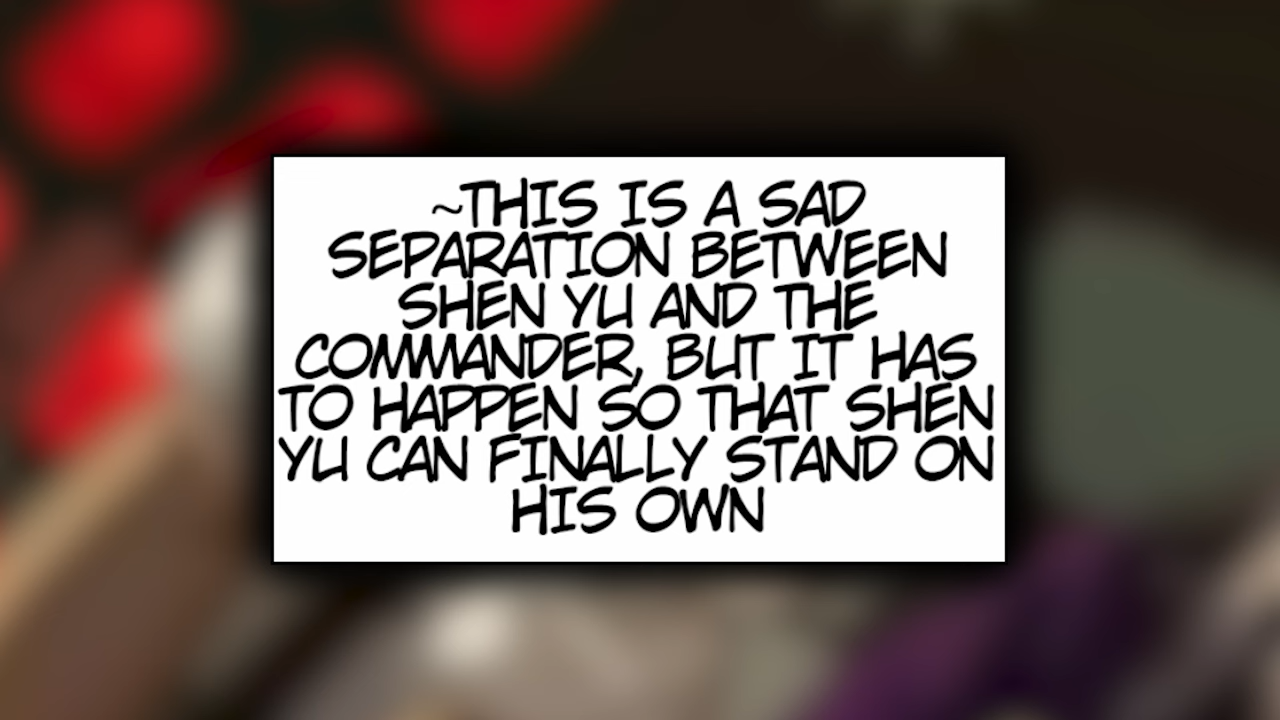 ~THIS IS A SAD
SEPARATION BETWEEN
SHEN YU AND THE
COMMANDER, BUT IT HAS
TO HAPPEN SO THAT SHEN
YU CAN FINALLY STAND ON
HIS OWN